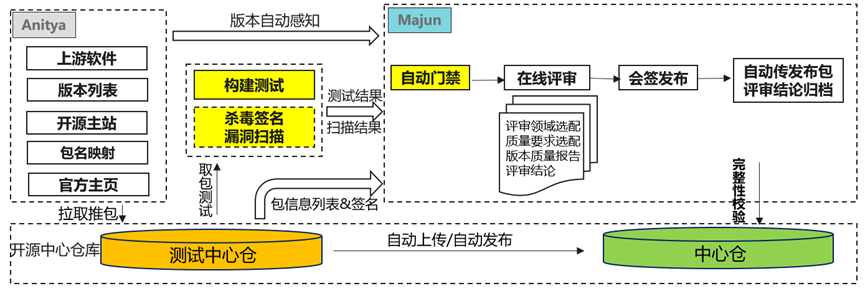 Anitya
上游软件
版本列表
开源主站
包名映射
官方主页
版本自动感知
构建测试
杀毒签名
漏洞扫描
测试结果
扫描结果
取包测试
拉取推包
包信息列表&签名
Majun
自动门禁
在线评审
会签发布
自动传发布包
评审结论归档
评审领域选配
质量要求选配
版本质量报告
评审结论
完整性校验
开源中心仓库
测试中心仓
自动上传/自动发布
中心仓